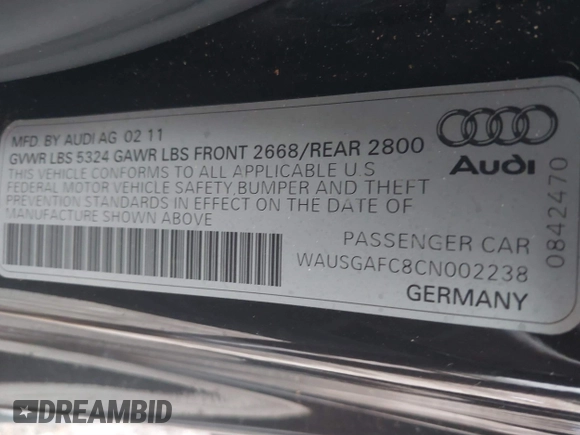 MFD. BY AUDI AG 02 11
GVWR LBS 5324 GAWR LBS FRONT 2668/REAR 2800
THIS VEHICLE CONFORMS TO ALL APPLICABLE U.S
FEDERAL MOTOR VEHICLE SAFETY, BUMPER AND THEFT
PREVENTION STANDARDS IN EFFECT ON THE DATE OF
MANUFACTURE SHOWN ABOVE
Audi
PASSENGER CAR
WAUSGAFC8CN002238
GERMANY
0842470
DREAMBID